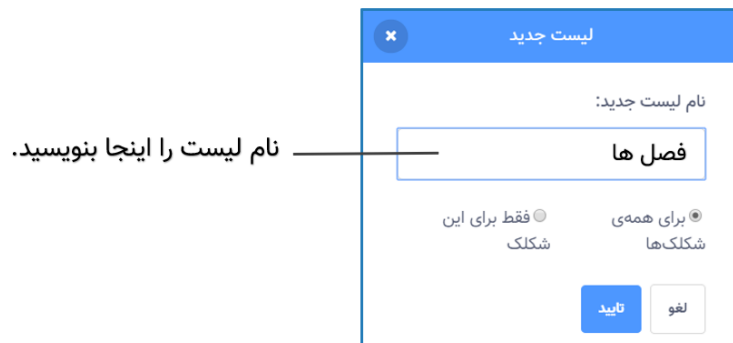 لیست جدید
نام لیست جدید:
فصل ها
نام لیست را اینجا بنویسید.
برای همه‌ی شکلک‌ها
فقط برای این شکلک
لغو
تایید